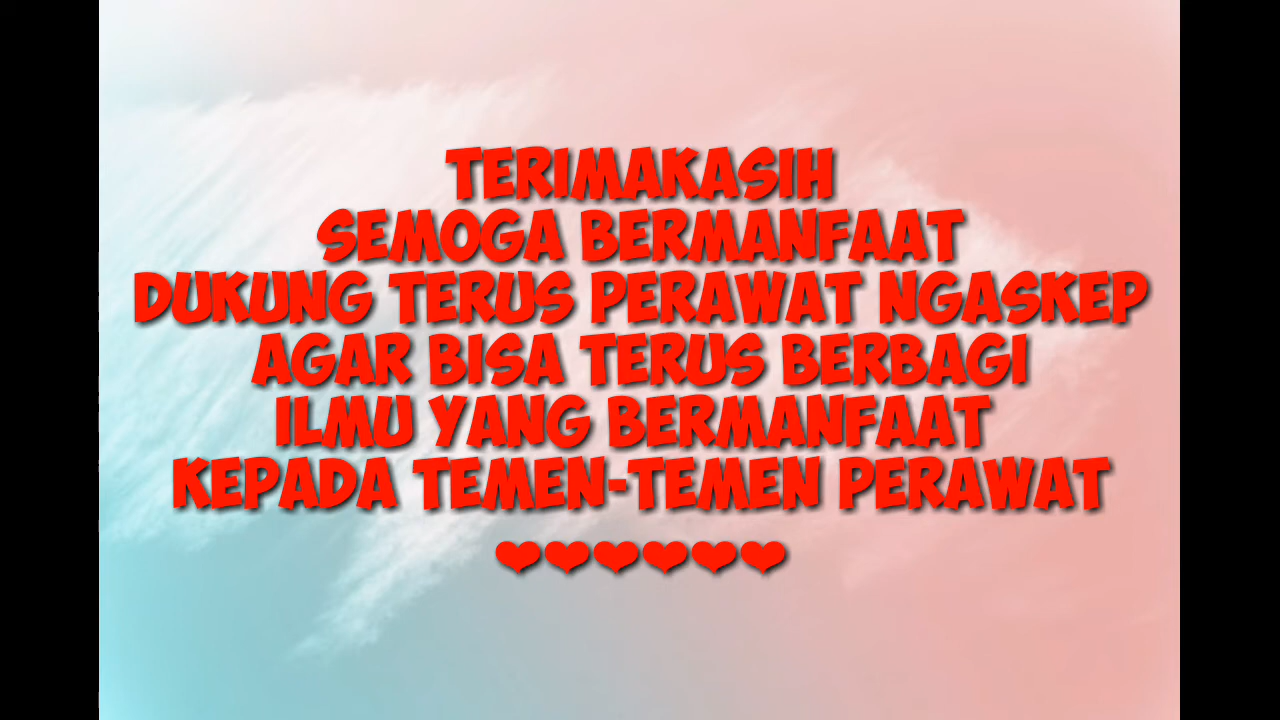 TERIMAKASIH
SEMOGA BERMANFAAT
DUKUNG TERUS PERAWAT NGASKEP
AGAR BISA TERUS BERBAGI
ILMU YANG BERMANFAAT
KEPADA TEMEN-TEMEN PERAWAT
❤❤❤❤❤❤